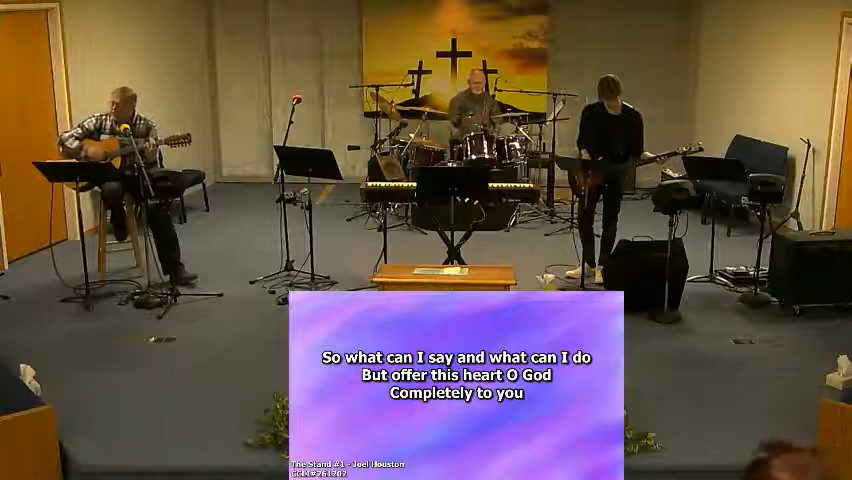 So what can I say and what can I do
But offer this heart O God
Completely to you
The Stand #1 - Joel Houston